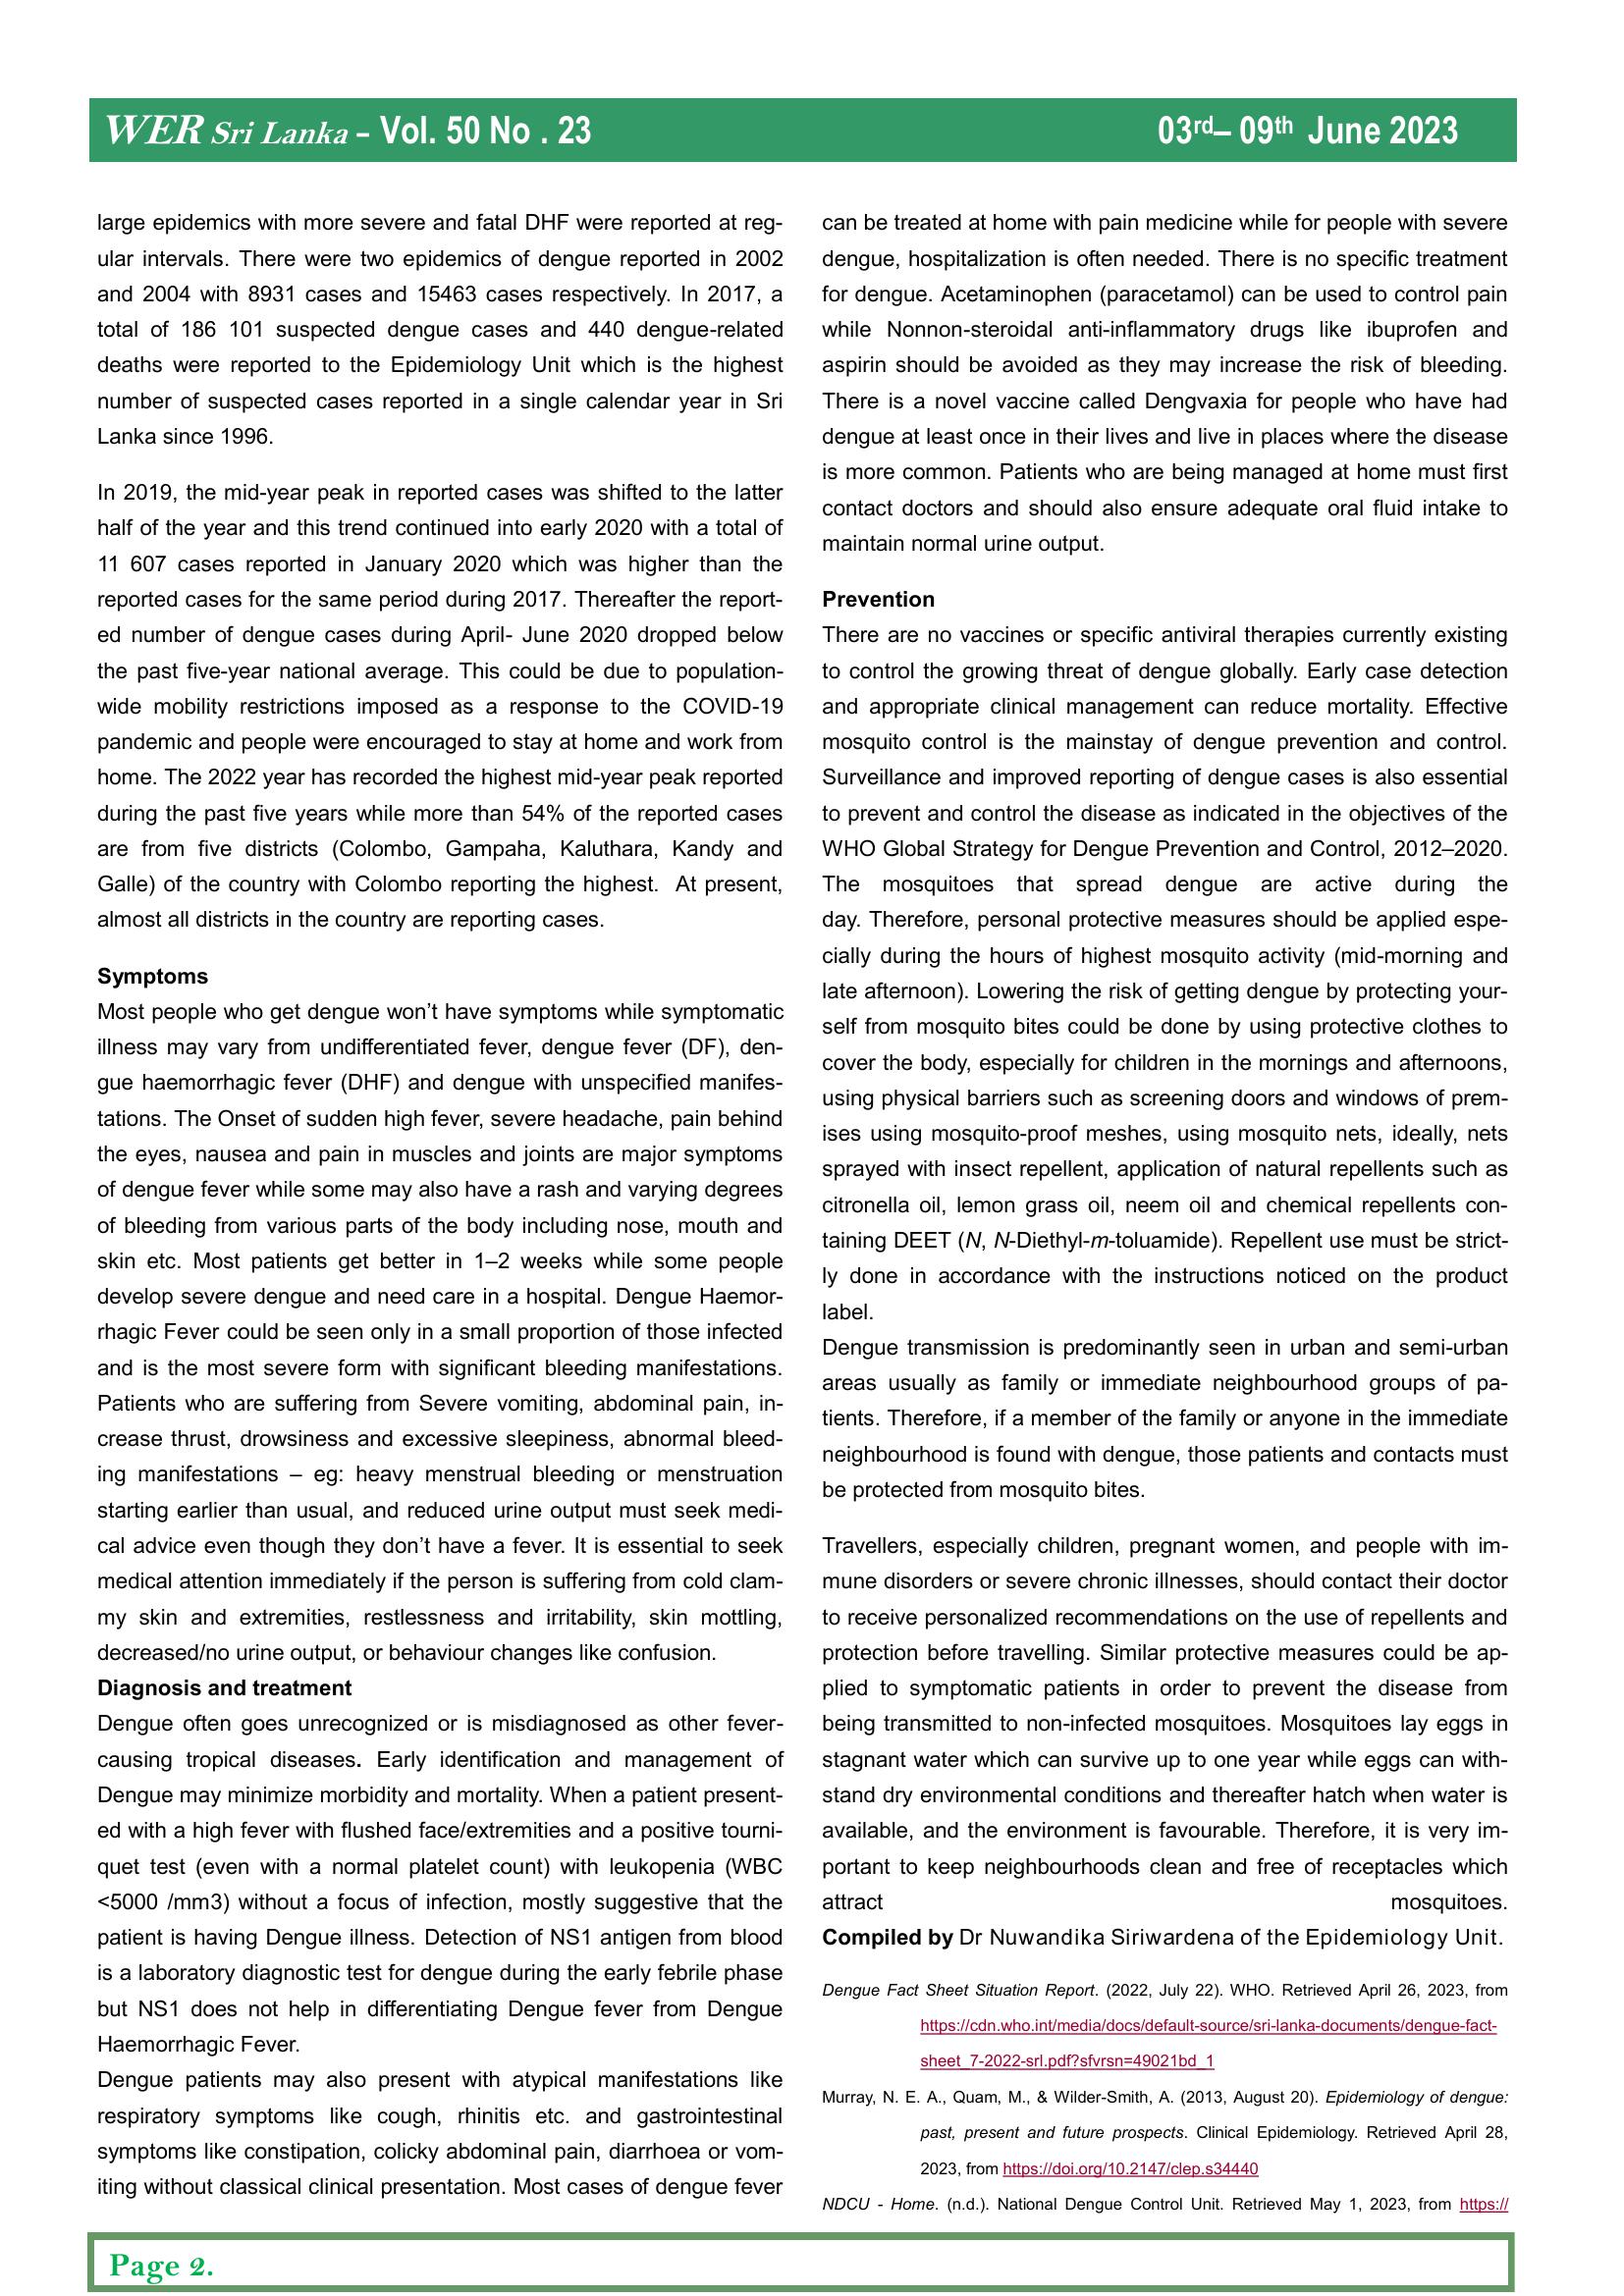 WER Sri Lanka – Vol. 50 No . 23 03rd– 09th June 2023
large epidemics with more severe and fatal DHF were reported at reg-
ular intervals. There were two epidemics of dengue reported in 2002
and 2004 with 8931 cases and 15463 cases respectively. In 2017, a
total of 186 101 suspected dengue cases and 440 dengue-related
deaths were reported to the Epidemiology Unit which is the highest
number of suspected cases reported in a single calendar year in Sri
Lanka since 1996.
In 2019, the mid-year peak in reported cases was shifted to the latter
half of the year and this trend continued into early 2020 with a total of
11 607 cases reported in January 2020 which was higher than the
reported cases for the same period during 2017. Thereafter the report-
ed number of dengue cases during April- June 2020 dropped below
the past five-year national average. This could be due to population-
wide mobility restrictions imposed as a response to the COVID-19
pandemic and people were encouraged to stay at home and work from
home. The 2022 year has recorded the highest mid-year peak reported
during the past five years while more than 54% of the reported cases
are from five districts (Colombo, Gampaha, Kaluthara, Kandy and
Galle) of the country with Colombo reporting the highest. At present,
almost all districts in the country are reporting cases.
Symptoms
Most people who get dengue won’t have symptoms while symptomatic
illness may vary from undifferentiated fever, dengue fever (DF), den-
gue haemorrhagic fever (DHF) and dengue with unspecified manifes-
tations. The Onset of sudden high fever, severe headache, pain behind
the eyes, nausea and pain in muscles and joints are major symptoms
of dengue fever while some may also have a rash and varying degrees
of bleeding from various parts of the body including nose, mouth and
skin etc. Most patients get better in 1–2 weeks while some people
develop severe dengue and need care in a hospital. Dengue Haemor-
rhagic Fever could be seen only in a small proportion of those infected
and is the most severe form with significant bleeding manifestations.
Patients who are suffering from Severe vomiting, abdominal pain, in-
crease thrust, drowsiness and excessive sleepiness, abnormal bleed-
ing manifestations – eg: heavy menstrual bleeding or menstruation
starting earlier than usual, and reduced urine output must seek medi-
cal advice even though they don’t have a fever. It is essential to seek
medical attention immediately if the person is suffering from cold clam-
my skin and extremities, restlessness and irritability, skin mottling,
decreased/no urine output, or behaviour changes like confusion.
Diagnosis and treatment
Dengue often goes unrecognized or is misdiagnosed as other fever-
causing tropical diseases. Early identification and management of
Dengue may minimize morbidity and mortality. When a patient present-
ed with a high fever with flushed face/extremities and a positive tourni-
quet test (even with a normal platelet count) with leukopenia (WBC
<5000 /mm3) without a focus of infection, mostly suggestive that the
patient is having Dengue illness. Detection of NS1 antigen from blood
is a laboratory diagnostic test for dengue during the early febrile phase
but NS1 does not help in differentiating Dengue fever from Dengue
Haemorrhagic Fever.
Dengue patients may also present with atypical manifestations like
respiratory symptoms like cough, rhinitis etc. and gastrointestinal
symptoms like constipation, colicky abdominal pain, diarrhoea or vom-
iting without classical clinical presentation. Most cases of dengue fever
can be treated at home with pain medicine while for people with severe
dengue, hospitalization is often needed. There is no specific treatment
for dengue. Acetaminophen (paracetamol) can be used to control pain
while Nonnon-steroidal anti-inflammatory drugs like ibuprofen and
aspirin should be avoided as they may increase the risk of bleeding.
There is a novel vaccine called Dengvaxia for people who have had
dengue at least once in their lives and live in places where the disease
is more common. Patients who are being managed at home must first
contact doctors and should also ensure adequate oral fluid intake to
maintain normal urine output.
Prevention
There are no vaccines or specific antiviral therapies currently existing
to control the growing threat of dengue globally. Early case detection
and appropriate clinical management can reduce mortality. Effective
mosquito control is the mainstay of dengue prevention and control.
Surveillance and improved reporting of dengue cases is also essential
to prevent and control the disease as indicated in the objectives of the
WHO Global Strategy for Dengue Prevention and Control, 2012–2020.
The mosquitoes that spread dengue are active during the
day. Therefore, personal protective measures should be applied espe-
cially during the hours of highest mosquito activity (mid-morning and
late afternoon). Lowering the risk of getting dengue by protecting your-
self from mosquito bites could be done by using protective clothes to
cover the body, especially for children in the mornings and afternoons,
using physical barriers such as screening doors and windows of prem-
ises using mosquito-proof meshes, using mosquito nets, ideally, nets
sprayed with insect repellent, application of natural repellents such as
citronella oil, lemon grass oil, neem oil and chemical repellents con-
taining DEET (N, N-Diethyl-m-toluamide). Repellent use must be strict-
ly done in accordance with the instructions noticed on the product
label.
Dengue transmission is predominantly seen in urban and semi-urban
areas usually as family or immediate neighbourhood groups of pa-
tients. Therefore, if a member of the family or anyone in the immediate
neighbourhood is found with dengue, those patients and contacts must
be protected from mosquito bites.
Travellers, especially children, pregnant women, and people with im-
mune disorders or severe chronic illnesses, should contact their doctor
to receive personalized recommendations on the use of repellents and
protection before travelling. Similar protective measures could be ap-
plied to symptomatic patients in order to prevent the disease from
being transmitted to non-infected mosquitoes. Mosquitoes lay eggs in
stagnant water which can survive up to one year while eggs can with-
stand dry environmental conditions and thereafter hatch when water is
available, and the environment is favourable. Therefore, it is very im-
portant to keep neighbourhoods clean and free of receptacles which
attract mosquitoes.
Compiled by Dr Nuwandika Siriwardena of the Epidemiology Unit.
Dengue Fact Sheet Situation Report. (2022, July 22). WHO. Retrieved April 26, 2023, from
https://cdn.who.int/media/docs/default-source/sri-lanka-documents/dengue-fact-
sheet_7-2022-srl.pdf?sfvrsn=49021bd_1
Murray, N. E. A., Quam, M., & Wilder-Smith, A. (2013, August 20). Epidemiology of dengue:
past, present and future prospects. Clinical Epidemiology. Retrieved April 28,
2023, from https://doi.org/10.2147/clep.s34440
NDCU - Home. (n.d.). National Dengue Control Unit. Retrieved May 1, 2023, from https://
Page 2.